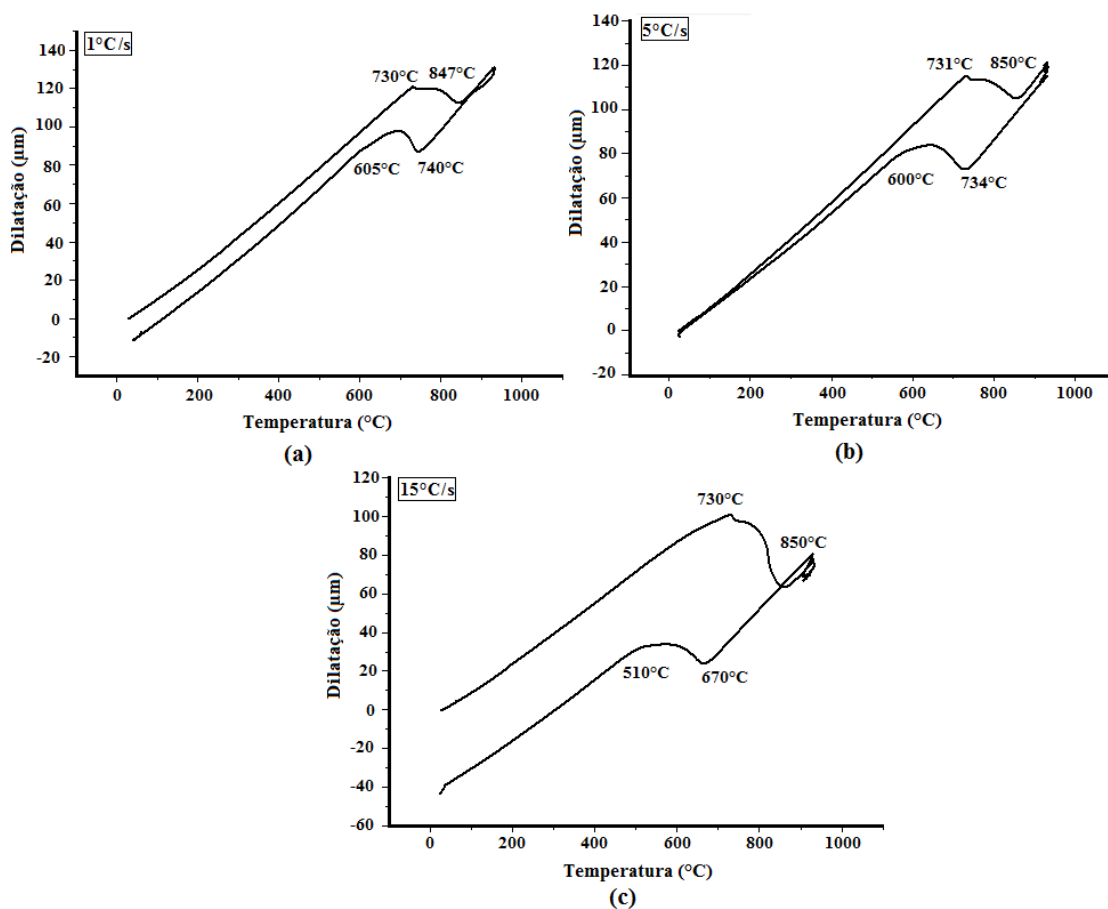 1°C/s
Dilatação (µm)
140
120
100
80
60
40
20
0
-20
730°C 847°C
605°C 740°C
0 200 400 600 800 1000
Temperatura (°C)
(a)
5°C/s
Dilatação (µm)
140
120
100
80
60
40
20
0
-20
731°C 850°C
600°C 734°C
0 200 400 600 800 1000
Temperatura (°C)
(b)
15°C/s
Dilatação (µm)
120
100
80
60
40
20
0
-20
-40
-60
730°C
850°C
510°C 670°C
0 200 400 600 800 1000
Temperatura (°C)
(c)